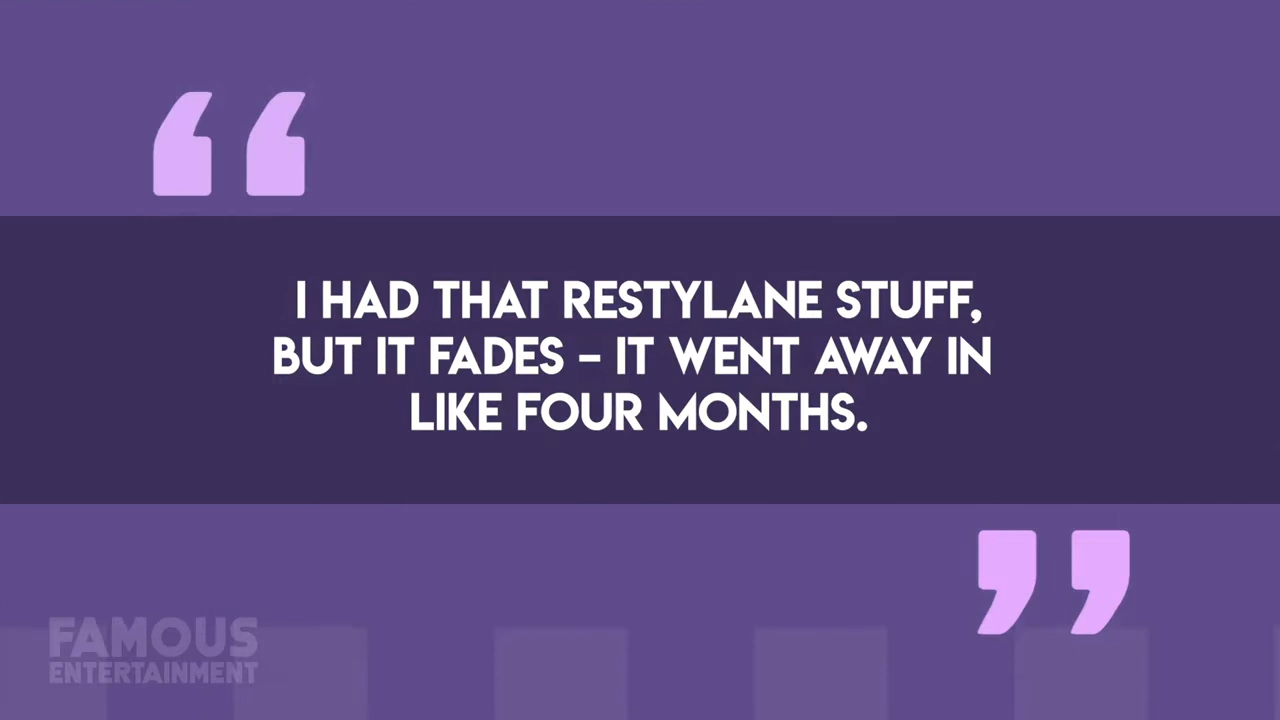 “
I HAD THAT RESTYLANE STUFF,
BUT IT FADES – IT WENT AWAY IN
LIKE FOUR MONTHS.
”
FAMOUS
ENTERTAINMENT